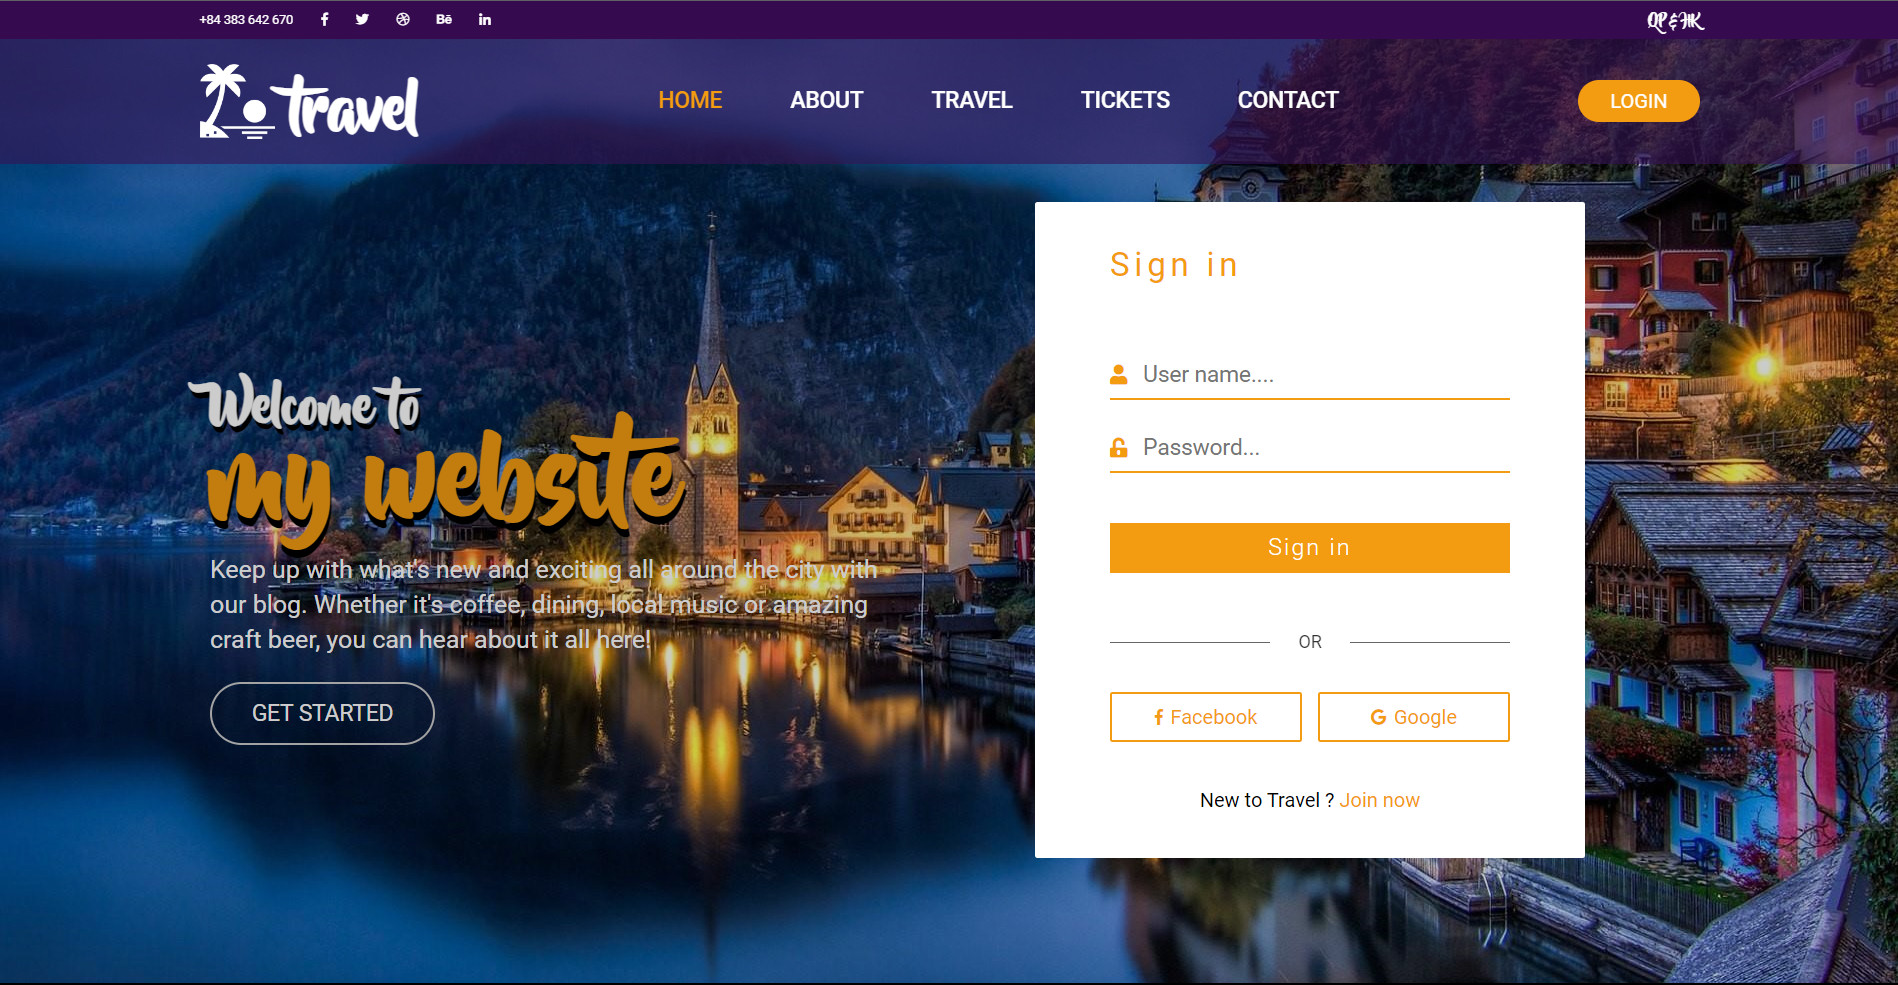 +84 383 642 670
QP & HK
travel
HOME
ABOUT
TRAVEL
TICKETS
CONTACT
LOGIN
Welcome to
my website
Keep up with what's new and exciting all around the city with
our blog. Whether it's coffee, dining, local music or amazing
craft beer, you can hear about it all here!
GET STARTED
Sign in
User name....
Password...
Sign in
OR
Facebook
Google
New to Travel ? Join now